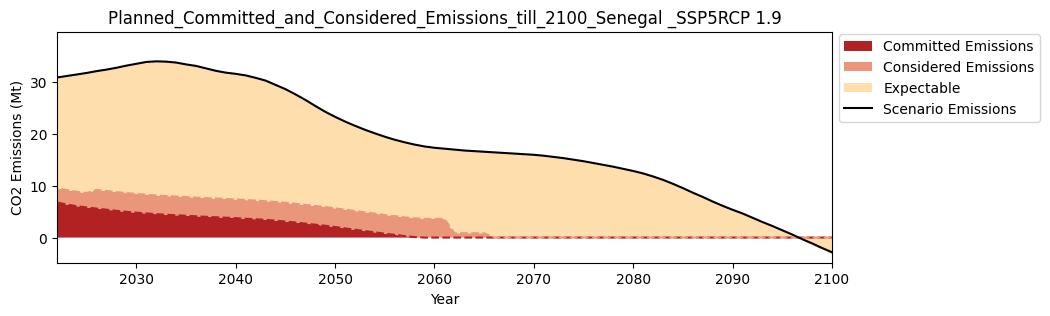 Planned_Committed_and_Considered_Emissions_till_2100_Senegal _SSP5RCP 1.9
Committed Emissions
Considered Emissions
Expectable
Scenario Emissions
CO2 Emissions (Mt)
30
20
10
0
2030 2040 2050 2060 2070 2080 2090 2100
Year